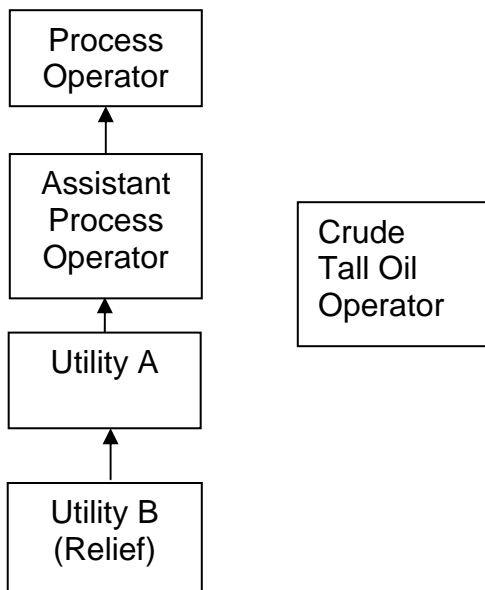 Process
Operator
Assistant
Process
Operator
Crude
Tall Oil
Operator
Utility A
Utility B
(Relief)